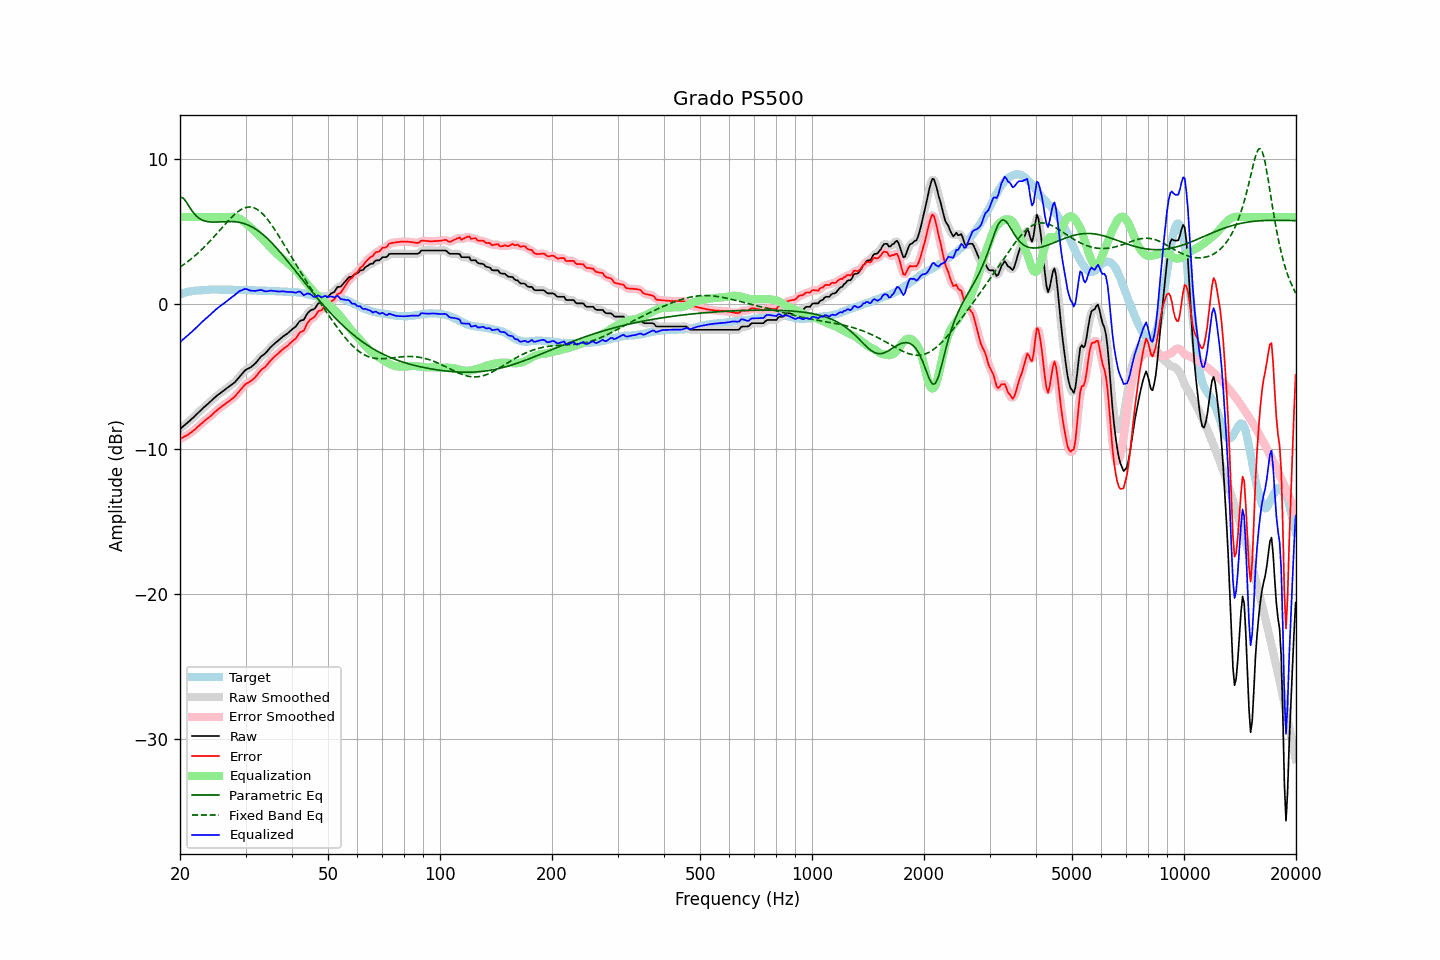 Grado PS500
10
0
−10
−20
−30
Amplitude (dBr)
Target
Raw Smoothed
Error Smoothed
Raw
Error
Equalization
Parametric Eq
Fixed Band Eq
Equalized
20 50 100 200 500 1000 2000 5000 10000 20000
Frequency (Hz)